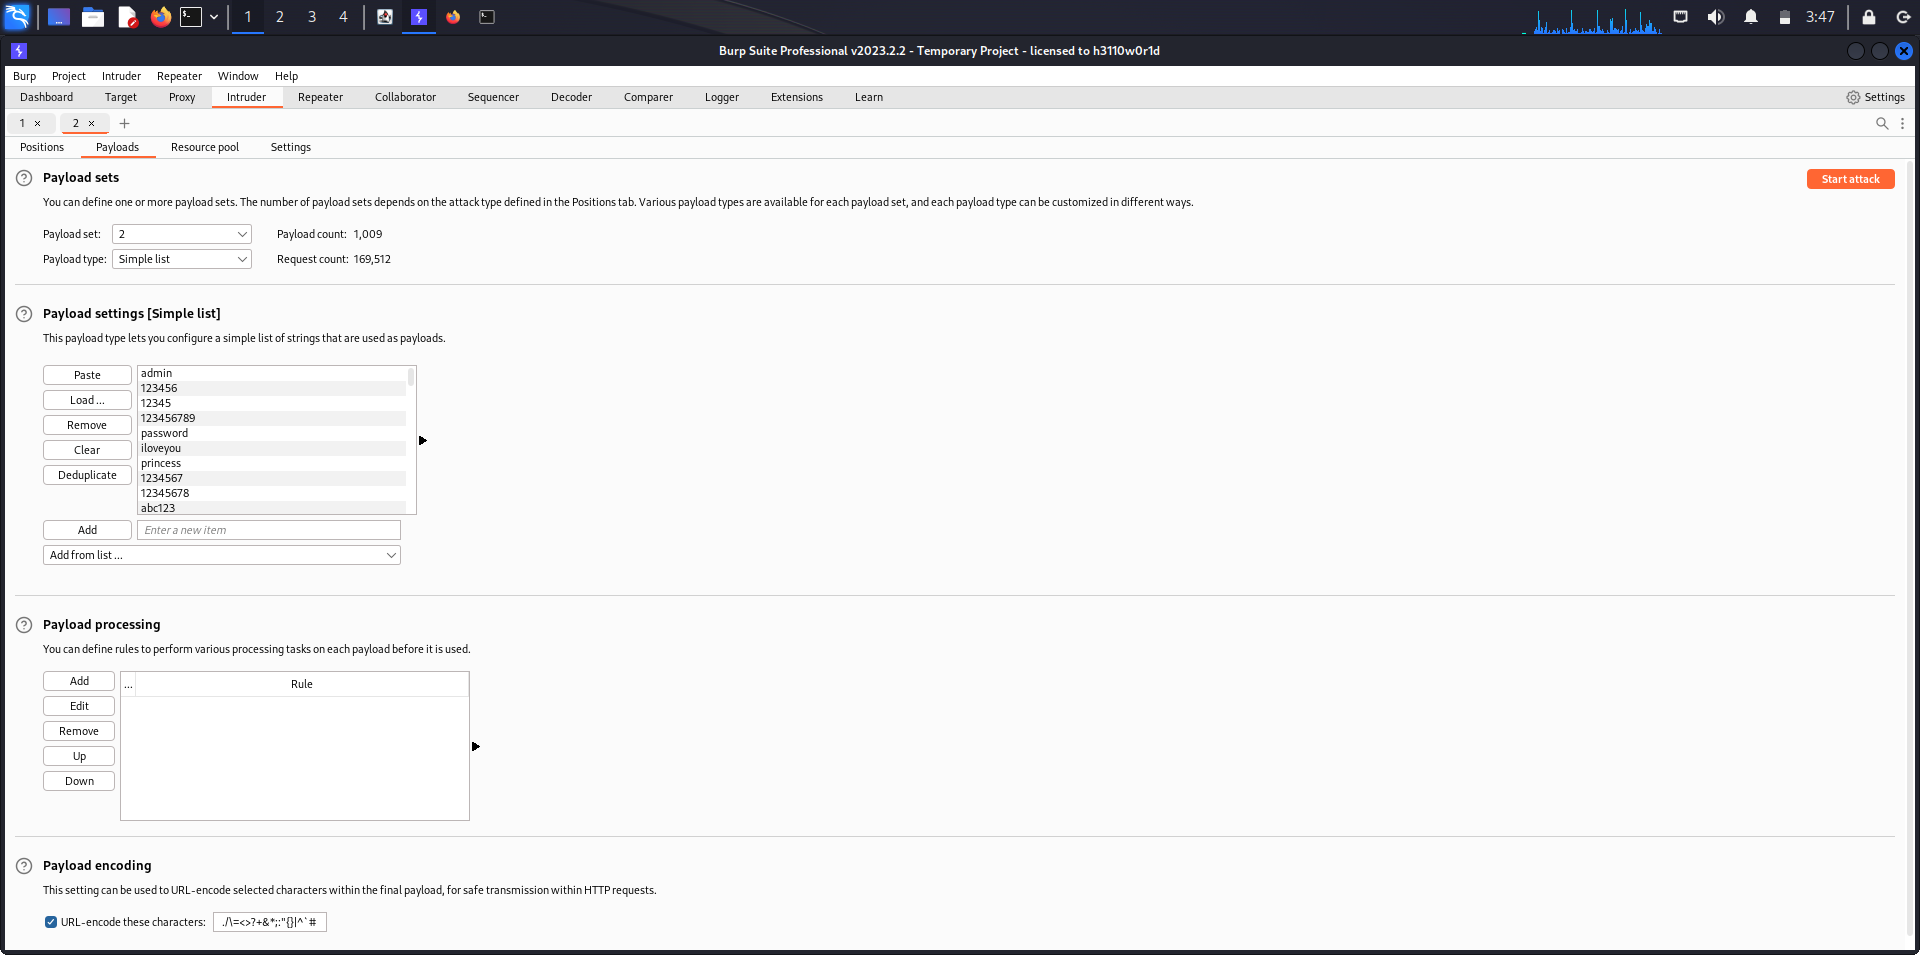 1 2 3 4 3:47
Burp Suite Professional v2023.2.2 - Temporary Project - licensed to h3110w0r1d
Burp Project Intruder Repeater Window Help
Dashboard Target Proxy Intruder Repeater Collaborator Sequencer Decoder Comparer Logger Extensions Learn Settings
1 × 2 × +
Positions Payloads Resource pool Settings
? Payload sets Start attack
You can define one or more payload sets. The number of payload sets depends on the attack type defined in the Positions tab. Various payload types are available for each payload set, and each payload type can be customized in different ways.
Payload set: 2 Payload count: 1,009
Payload type: Simple list Request count: 169,512
? Payload settings [Simple list]
This payload type lets you configure a simple list of strings that are used as payloads.
Paste
Load ...
Remove
Clear
Deduplicate
admin
123456
12345
123456789
password
iloveyou
princess
1234567
12345678
abc123
Add Enter a new item
Add from list ...
? Payload processing
You can define rules to perform various processing tasks on each payload before it is used.
Add
Edit
Remove
Up
Down
... Rule
? Payload encoding
This setting can be used to URL-encode selected characters within the final payload, for safe transmission within HTTP requests.
URL-encode these characters: ./\=<>?+&*;:"{}|^`#